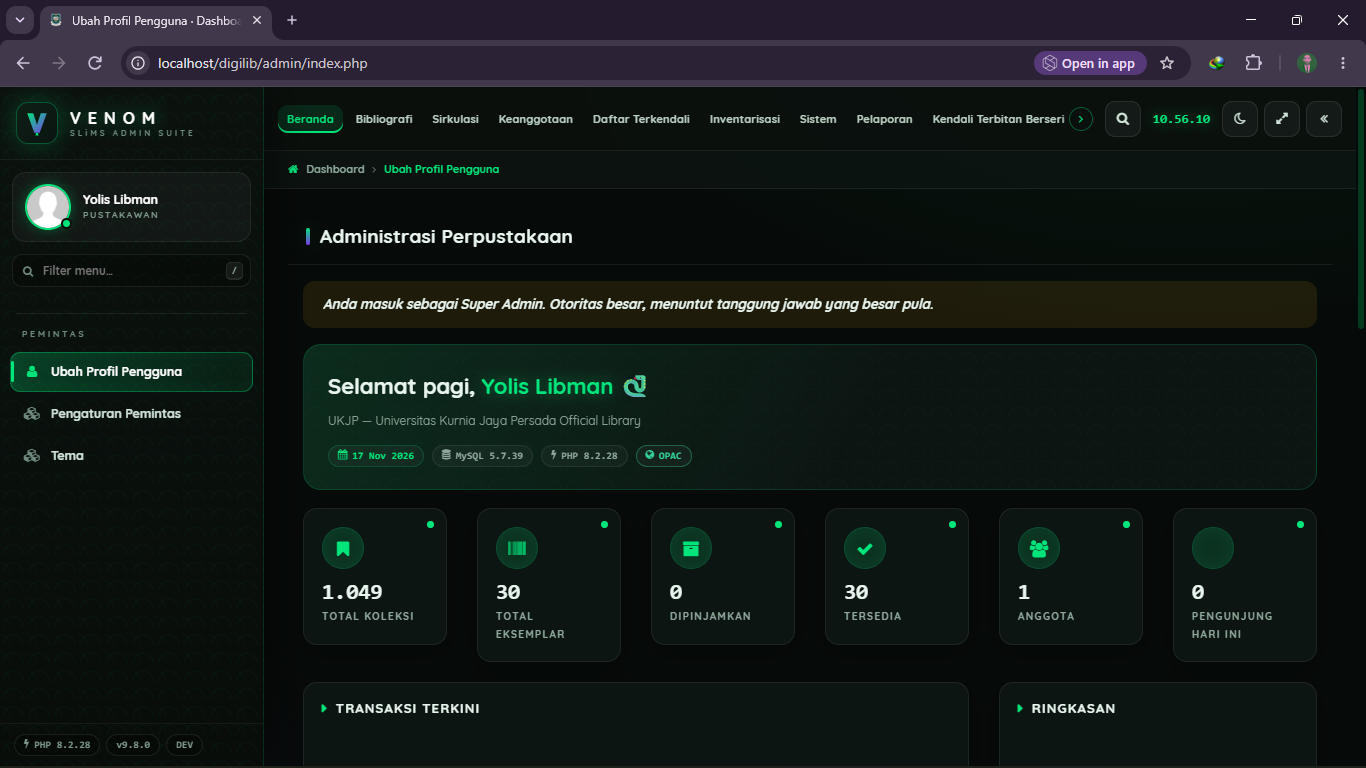 Ubah Profil Pengguna · Dashboa
localhost/digilib/admin/index.php
Open in app
VENOM
SLiMS ADMIN SUITE
Beranda
Bibliografi
Sirkulasi
Keanggotaan
Daftar Terkendali
Inventarisasi
Sistem
Pelaporan
Kendali Terbitan Berseri
10.56.10
Dashboard › Ubah Profil Pengguna
Yolis Libman
PUSTAKAWAN
Filter menu...
/
PEMINTAS
Ubah Profil Pengguna
Pengaturan Pemintas
Tema
Administrasi Perpustakaan
Anda masuk sebagai Super Admin. Otoritas besar, menuntut tanggung jawab yang besar pula.
Selamat pagi, Yolis Libman
UKJP — Universitas Kurnia Jaya Persada Official Library
17 Nov 2026
MySQL 5.7.39
PHP 8.2.28
OPAC
1.049
TOTAL KOLEKSI
30
TOTAL
EKSEMPLAR
0
DIPINJAMKAN
30
TERSEDIA
1
ANGGOTA
0
PENGUNJUNG
HARI INI
TRANSAKSI TERKINI
RINGKASAN
PHP 8.2.28
v9.8.0
DEV